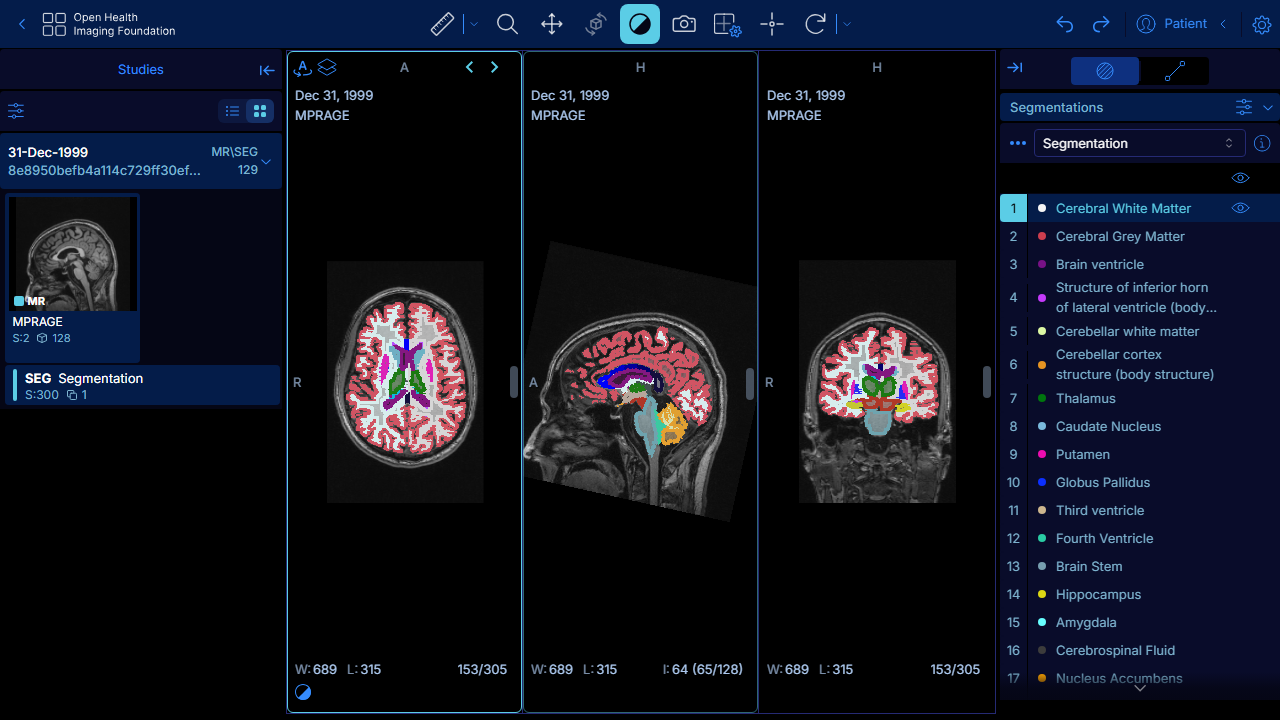 Open Health
Imaging Foundation
Patient
Studies
31-Dec-1999
MR\SEG
8e8950befb4a114c729ff30ef...
129
MR
MPRAGE
S:2 128
SEG Segmentation
S:300 1
A
A
Dec 31, 1999
MPRAGE
R
W: 689 L: 315 153/305
H
Dec 31, 1999
MPRAGE
A
W: 689 L: 315 I: 64 (65/128)
H
Dec 31, 1999
MPRAGE
R
W: 689 L: 315 153/305
Segmentations
Segmentation
1 Cerebral White Matter
2 Cerebral Grey Matter
3 Brain ventricle
4 Structure of inferior horn
of lateral ventricle (body...
5 Cerebellar white matter
6 Cerebellar cortex
structure (body structure)
7 Thalamus
8 Caudate Nucleus
9 Putamen
10 Globus Pallidus
11 Third ventricle
12 Fourth Ventricle
13 Brain Stem
14 Hippocampus
15 Amygdala
16 Cerebrospinal Fluid
17 Nucleus Accumbens